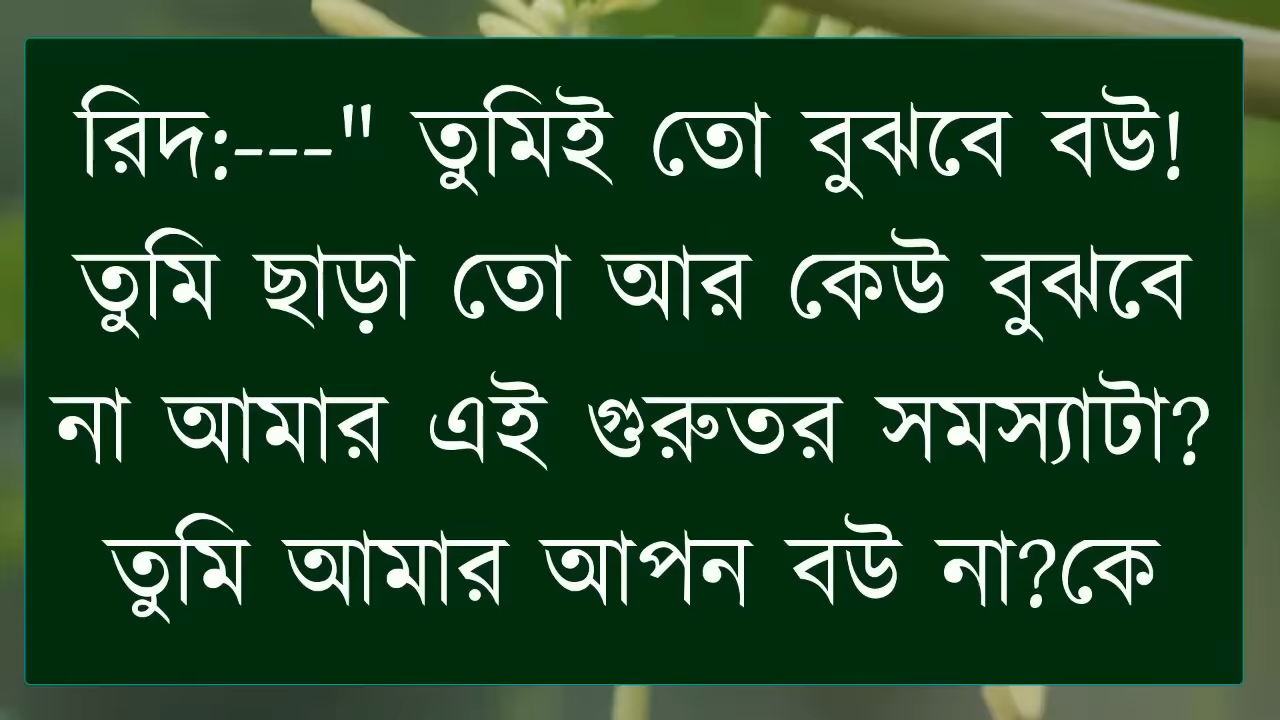 রিদ:---" তুমিই তো বুঝবে বউ!
তুমি ছাড়া তো আর কেউ বুঝবে
না আমার এই গুরুতর সমস্যাটা?
তুমি আমার আপন বউ না?কে